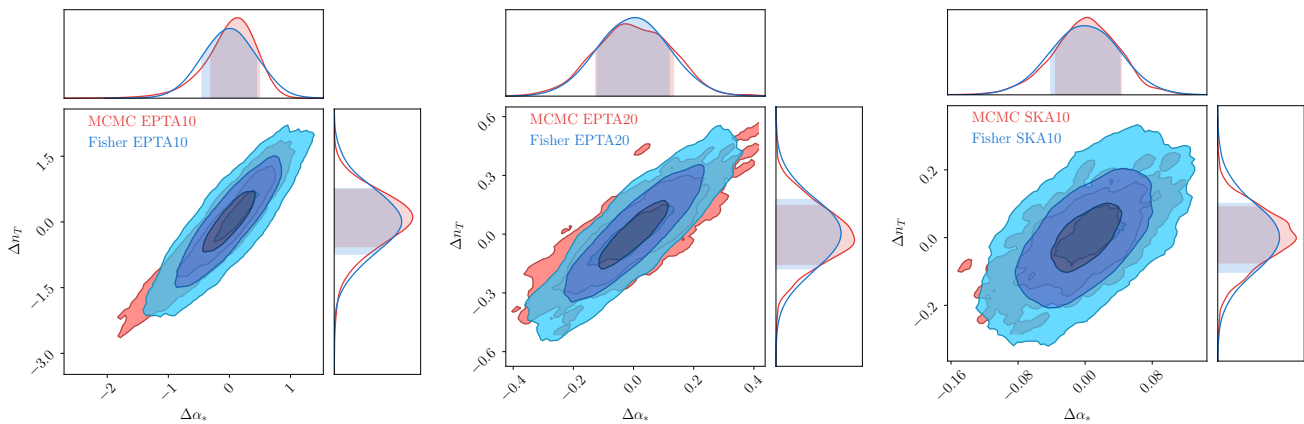 MCMC EPTA10
Fisher EPTA10
1.5
0.0
−1.5
−3.0
Δn_T
−2
−1
0
1
Δα_*
MCMC EPTA20
Fisher EPTA20
0.6
0.3
0.0
−0.3
−0.6
Δn_T
−0.4
−0.2
0.0
0.2
0.4
Δα_*
MCMC SKA10
Fisher SKA10
0.2
0.0
−0.2
Δn_T
−0.16
−0.08
0.00
0.08
Δα_*